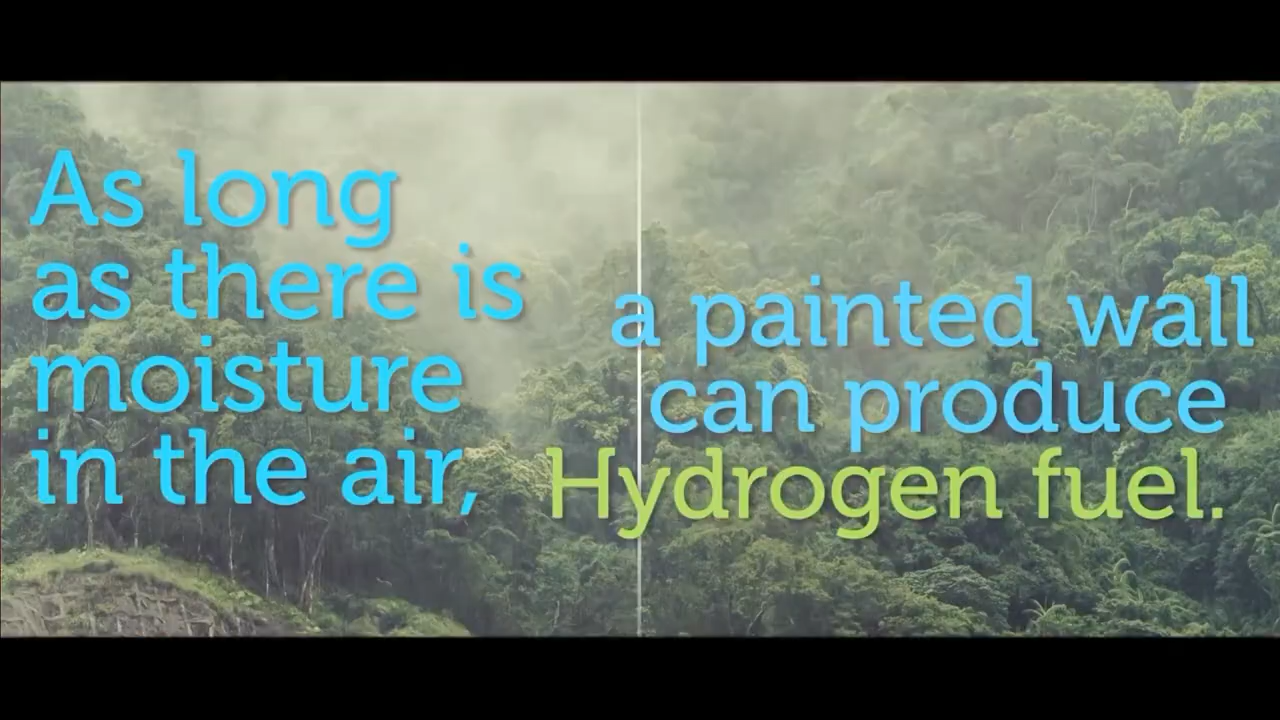 As long
as there is
moisture
in the air,
a painted wall
can produce
Hydrogen fuel.